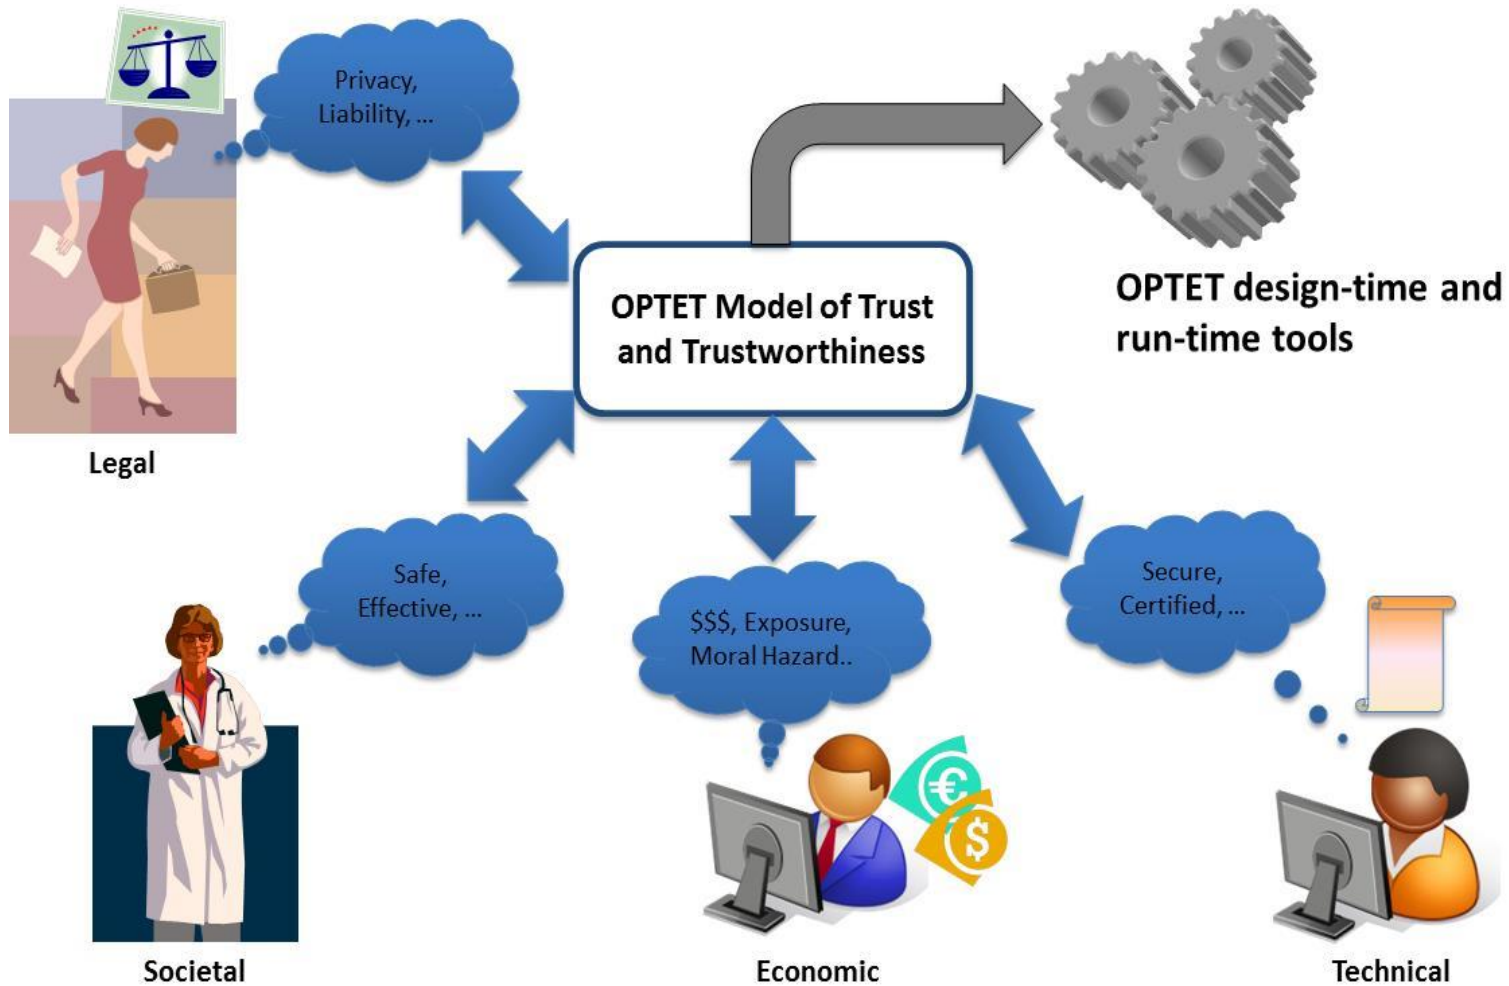 Privacy,
Liability, ...
OPTET Model of Trust
and Trustworthiness
OPTET design-time and
run-time tools
Legal
Safe,
Effective, ...
$$$, Exposure,
Moral Hazard..
Secure,
Certified, ...
€
$
Societal
Economic
Technical